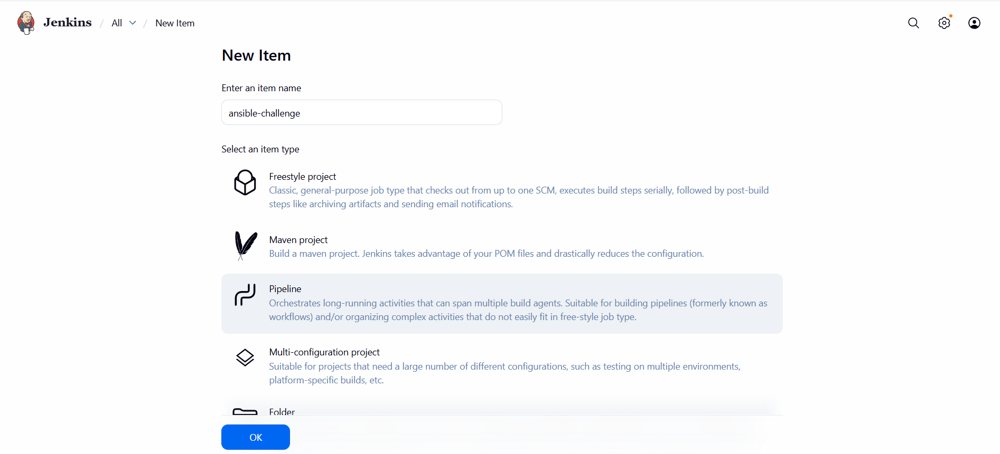 Jenkins / All / New Item
New Item
Enter an item name
ansible-challenge
Select an item type
Freestyle project
Classic, general-purpose job type that checks out from up to one SCM, executes build steps serially, followed by post-build
steps like archiving artifacts and sending email notifications.
Maven project
Build a maven project. Jenkins takes advantage of your POM files and drastically reduces the configuration.
Pipeline
Orchestrates long-running activities that can span multiple build agents. Suitable for building pipelines (formerly known as
workflows) and/or organizing complex activities that do not easily fit in free-style job type.
Multi-configuration project
Suitable for projects that need a large number of different configurations, such as testing on multiple environments,
platform-specific builds, etc.
Folder
OK